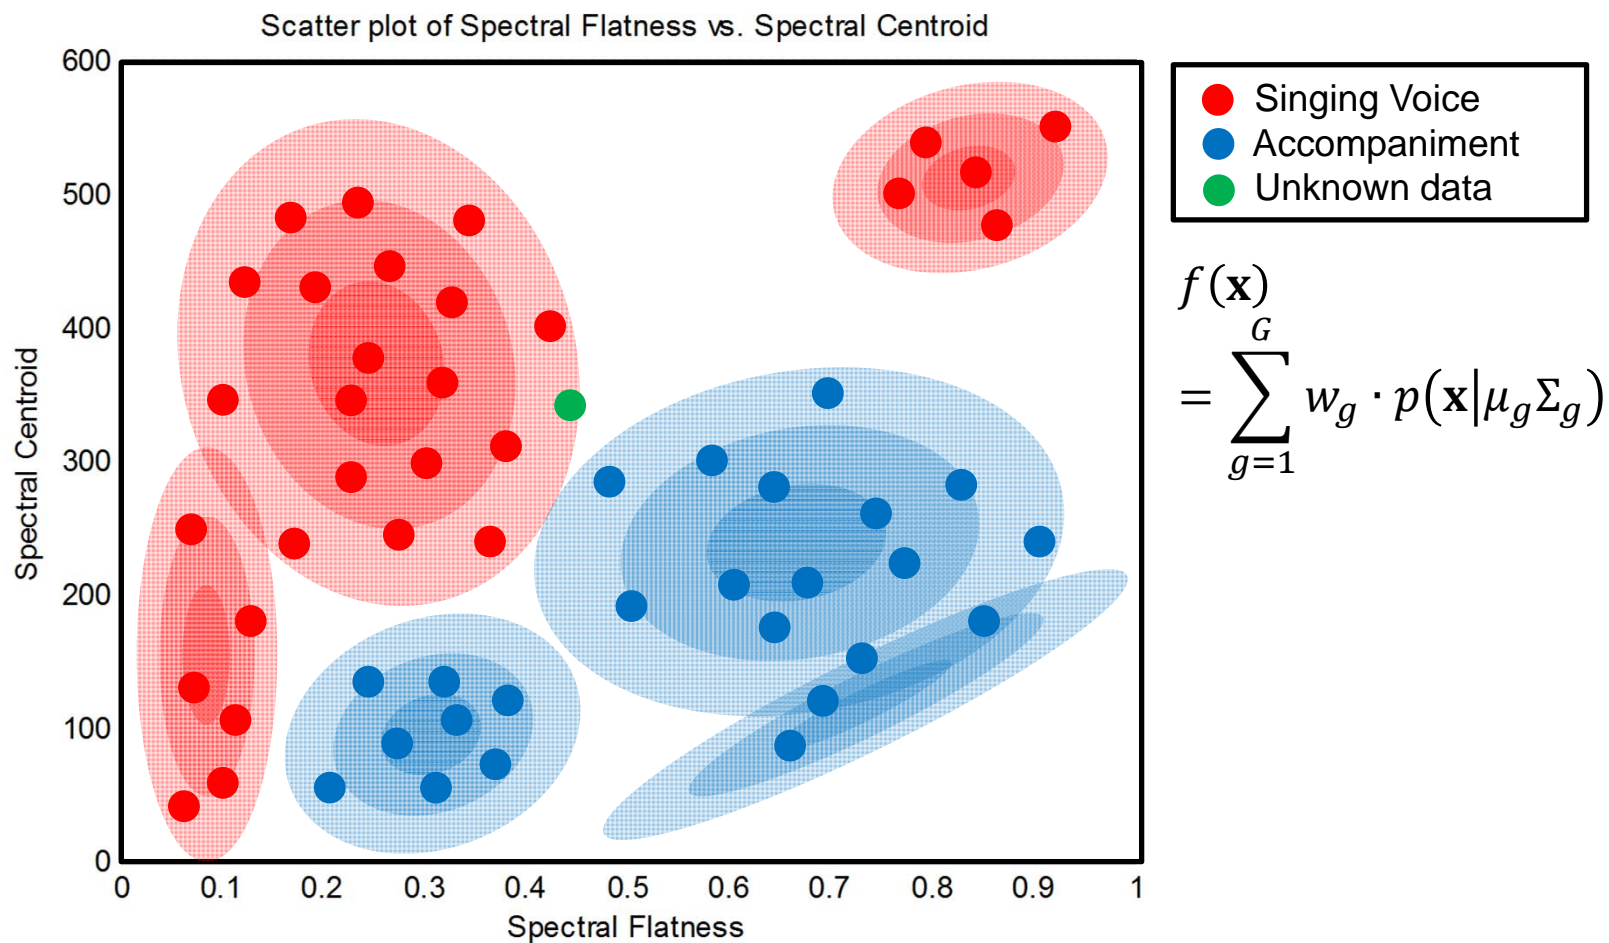 Scatter plot of Spectral Flatness vs. Spectral Centroid
600
500
400
300
200
100
0
Spectral Centroid
0 0.1 0.2 0.3 0.4 0.5 0.6 0.7 0.8 0.9 1
Spectral Flatness
Singing Voice
Accompaniment
Unknown data
f(𝐱)
= ∑_{g=1}^{G} w_g · p(𝐱|μ_g Σ_g)